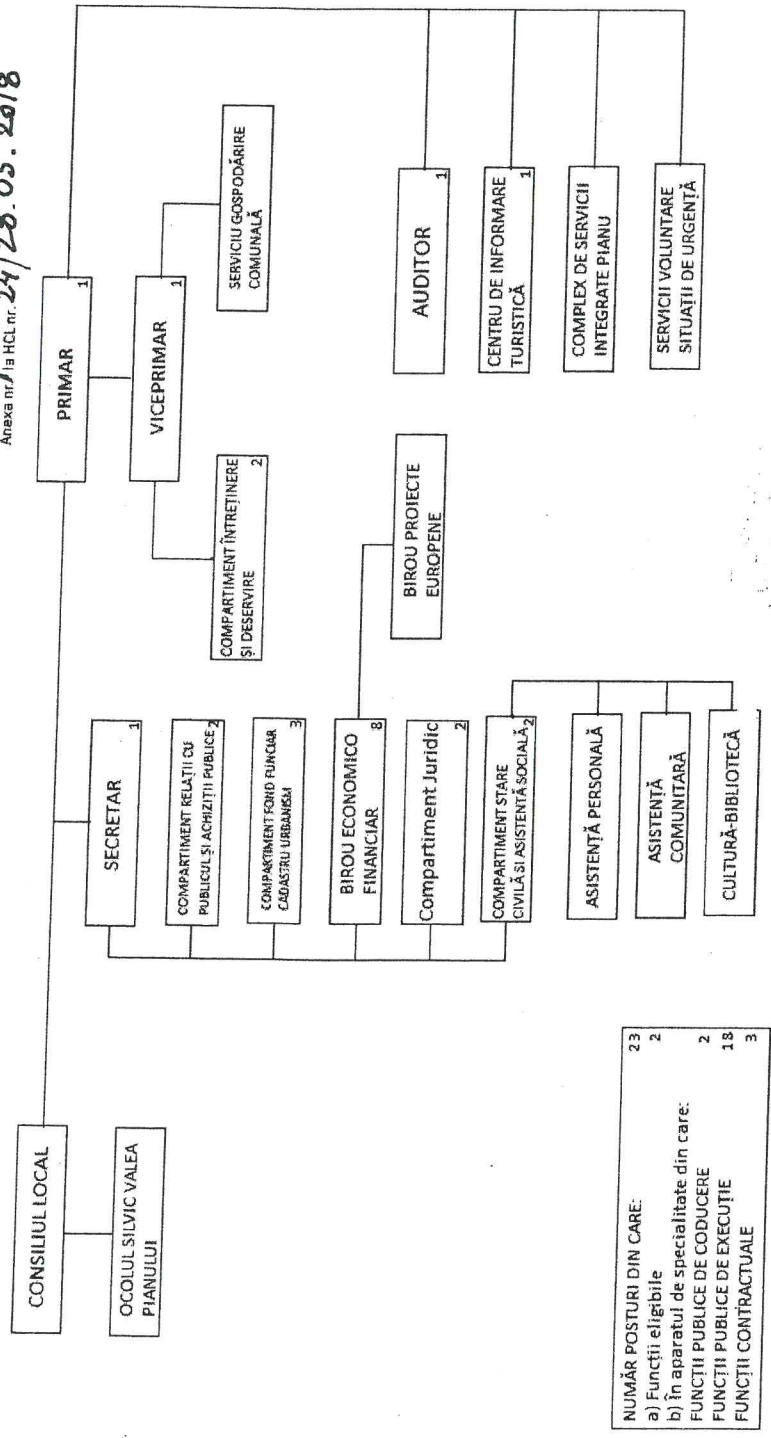 Anexa nr. 1 la HCL nr. 24/28.03.2018
CONSILIUL LOCAL
OCOLUL SILVIC VALEA
PIANULUI
PRIMAR
1
VICEPRIMAR
1
COMPARTIMENT ÎNTREȚINERE
ȘI DESERVIRE
2
SERVICIU GOSPODĂRIRE
COMUNALĂ
SECRETAR
1
COMPARTIMENT RELAȚII CU
PUBLICUL ȘI ACHIZIȚII PUBLICE 2
COMPARTIMENT FOND FUNCIAR
CADASTRU URBANISM
3
BIROU ECONOMICO
FINANCIAR
8
BIROU PROIECTE
EUROPENE
Compartiment Juridic
2
COMPARTIMENT STARE
CIVILĂ SI ASISTENTĂ SOCIALĂ 2
ASISTENȚĂ PERSONALĂ
ASISTENȚĂ
COMUNITARĂ
CULTURĂ-BIBLIOTECĂ
AUDITOR
1
CENTRU DE INFORMARE
TURISTICĂ
1
COMPLEX DE SERVICII
INTEGRATE PIANU
SERVICII VOLUNTARE
SITUAȚII DE URGENȚĂ
NUMĂR POSTURI DIN CARE: 23
a) Funcții eligibile 2
b) În aparatul de specialitate din care:
FUNCȚII PUBLICE DE CODUCERE 2
FUNCȚII PUBLICE DE EXECUȚIE 18
FUNCȚII CONTRACTUALE 3